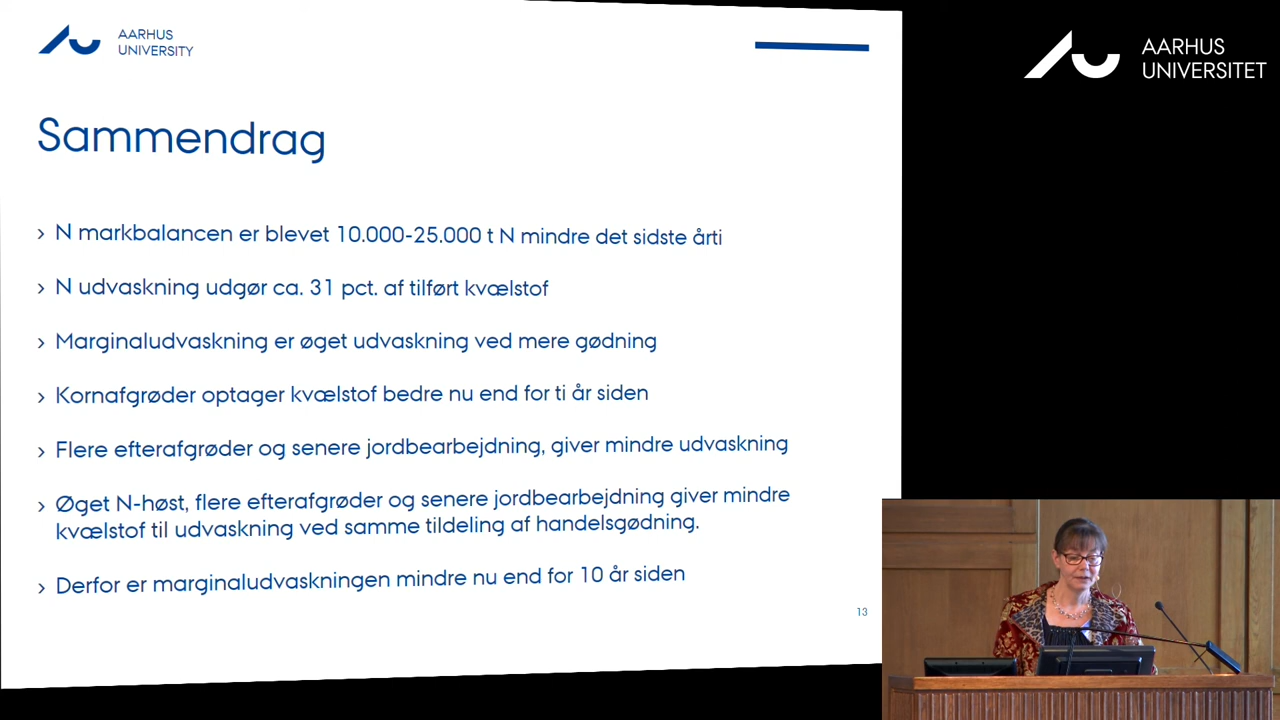 AARHUS
UNIVERSITY
AARHUS
UNIVERSITET
Sammendrag
› N markbalancen er blevet 10.000-25.000 t N mindre det sidste årti
› N udvaskning udgør ca. 31 pct. af tilført kvælstof
› Marginaludvaskning er øget udvaskning ved mere gødning
› Kornafgrøder optager kvælstof bedre nu end for ti år siden
› Flere efterafgrøder og senere jordbearbejdning, giver mindre udvaskning
› Øget N-høst, flere efterafgrøder og senere jordbearbejdning giver mindre
kvælstof til udvaskning ved samme tildeling af handelsgødning.
› Derfor er marginaludvaskningen mindre nu end for 10 år siden
13